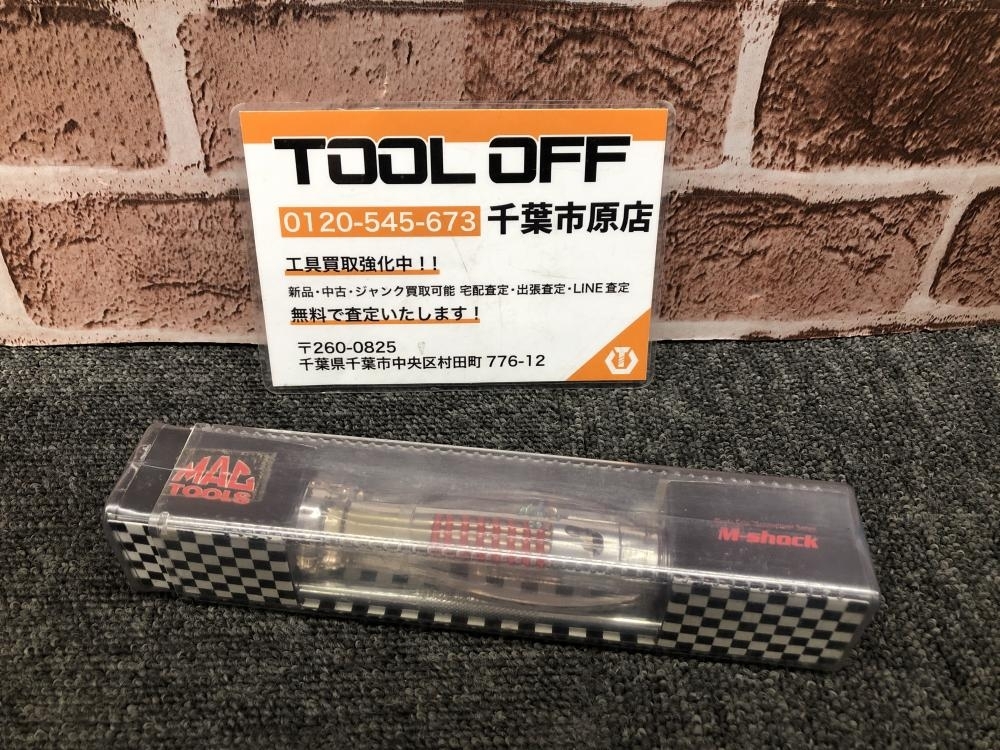 TOOL OFF
0120-545-673 千葉市原店
工具買取強化中！！
新品・中古・ジャンク買取可能 宅配査定・出張査定・LINE査定
無料で査定いたします！
〒260-0825
千葉県千葉市中央区村田町 776-12
MAC
TOOLS
M-shock